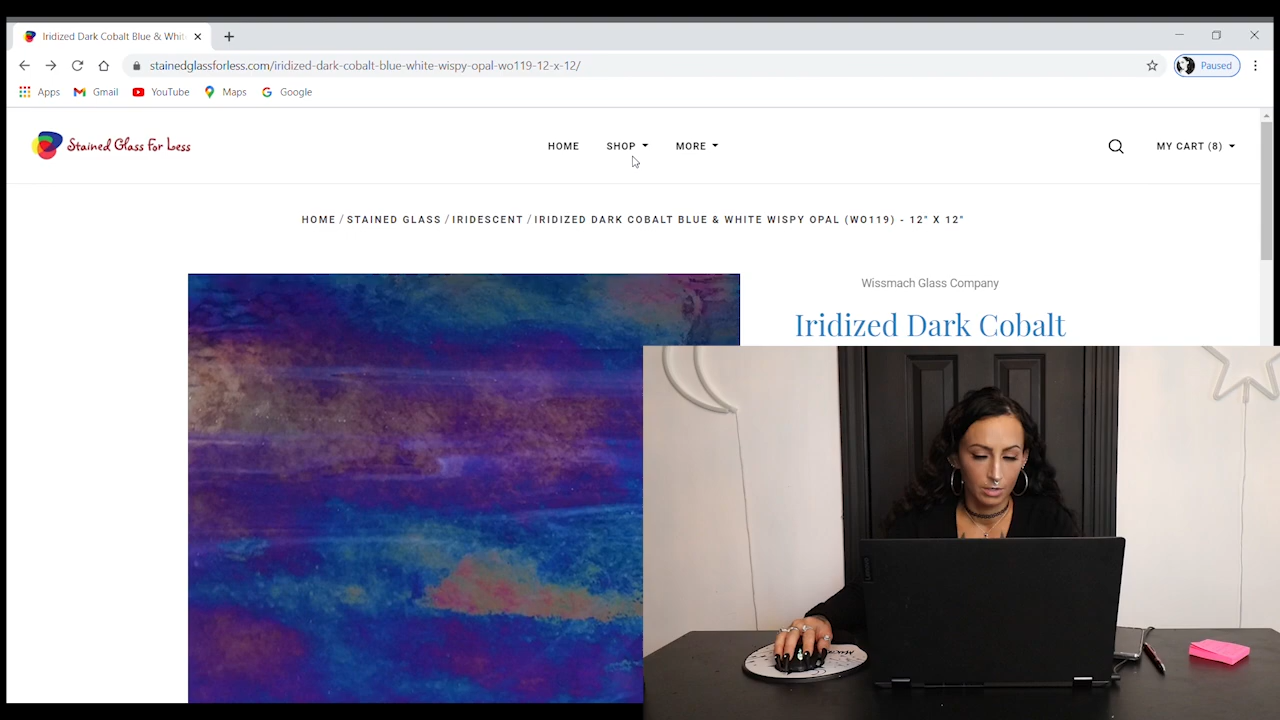 Iridized Dark Cobalt Blue & White
stainedglassforless.com/iridized-dark-cobalt-blue-white-wispy-opal-wo119-12-x-12/
Paused
Apps
Gmail
YouTube
Maps
Google
Stained Glass For Less
HOME
SHOP
MORE
MY CART (8)
HOME / STAINED GLASS / IRIDESCENT / IRIDIZED DARK COBALT BLUE & WHITE WISPY OPAL (WO119) - 12" X 12"
Wissmach Glass Company
Iridized Dark Cobalt